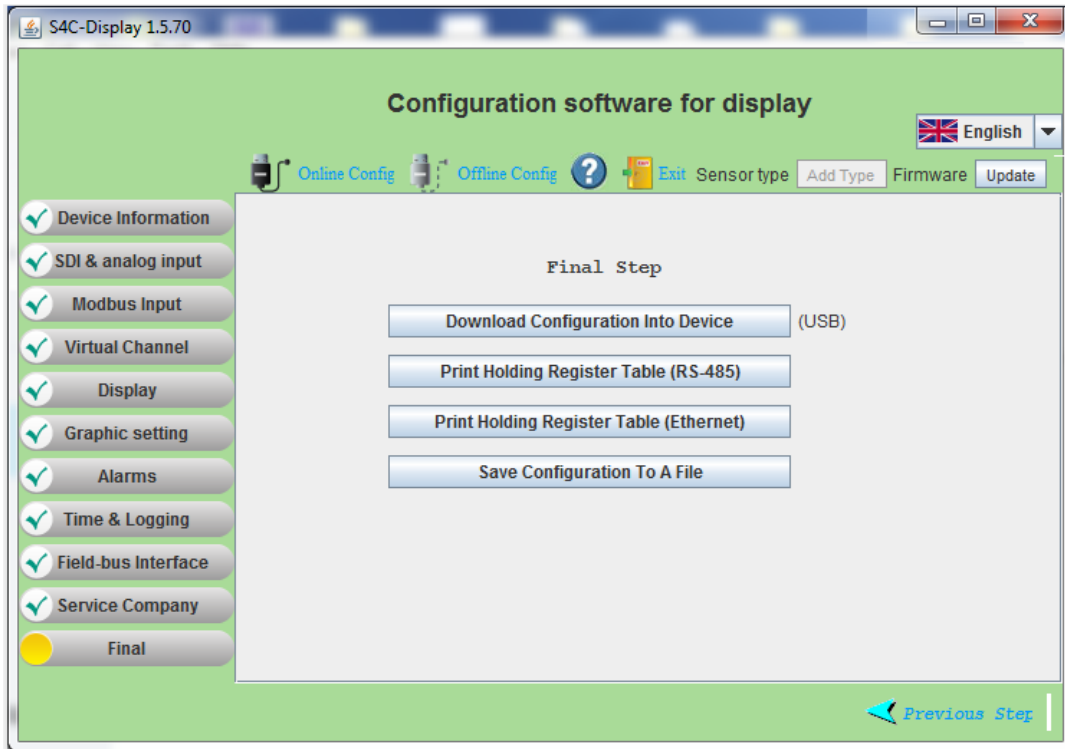 S4C-Display 1.5.70
Configuration software for display
English
Online Config Offline Config ? Exit Sensor type Add Type Firmware Update
Device Information
SDI & analog input
Modbus Input
Virtual Channel
Display
Graphic setting
Alarms
Time & Logging
Field-bus Interface
Service Company
Final
Final Step
Download Configuration Into Device (USB)
Print Holding Register Table (RS-485)
Print Holding Register Table (Ethernet)
Save Configuration To A File
Previous Step